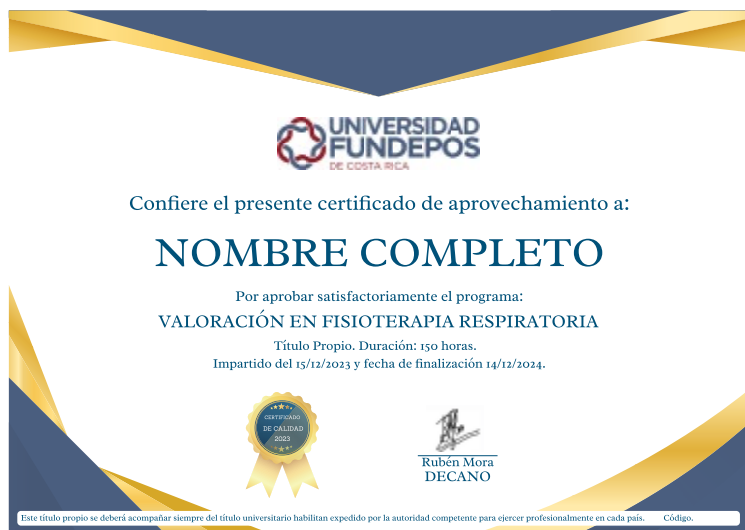 UNIVERSIDAD
FUNDEPOS
DE COSTA RICA
Confiere el presente certificado de aprovechamiento a:
NOMBRE COMPLETO
Por aprobar satisfactoriamente el programa:
VALORACIÓN EN FISIOTERAPIA RESPIRATORIA
Título Propio. Duración: 150 horas.
Impartido del 15/12/2023 y fecha de finalización 14/12/2024.
CERTIFICADO
DE CALIDAD
2023
Rubén Mora
DECANO
Este título propio se deberá acompañar siempre del título universitario habilitan expedido por la autoridad competente para ejercer profesionalmente en cada país. Código.